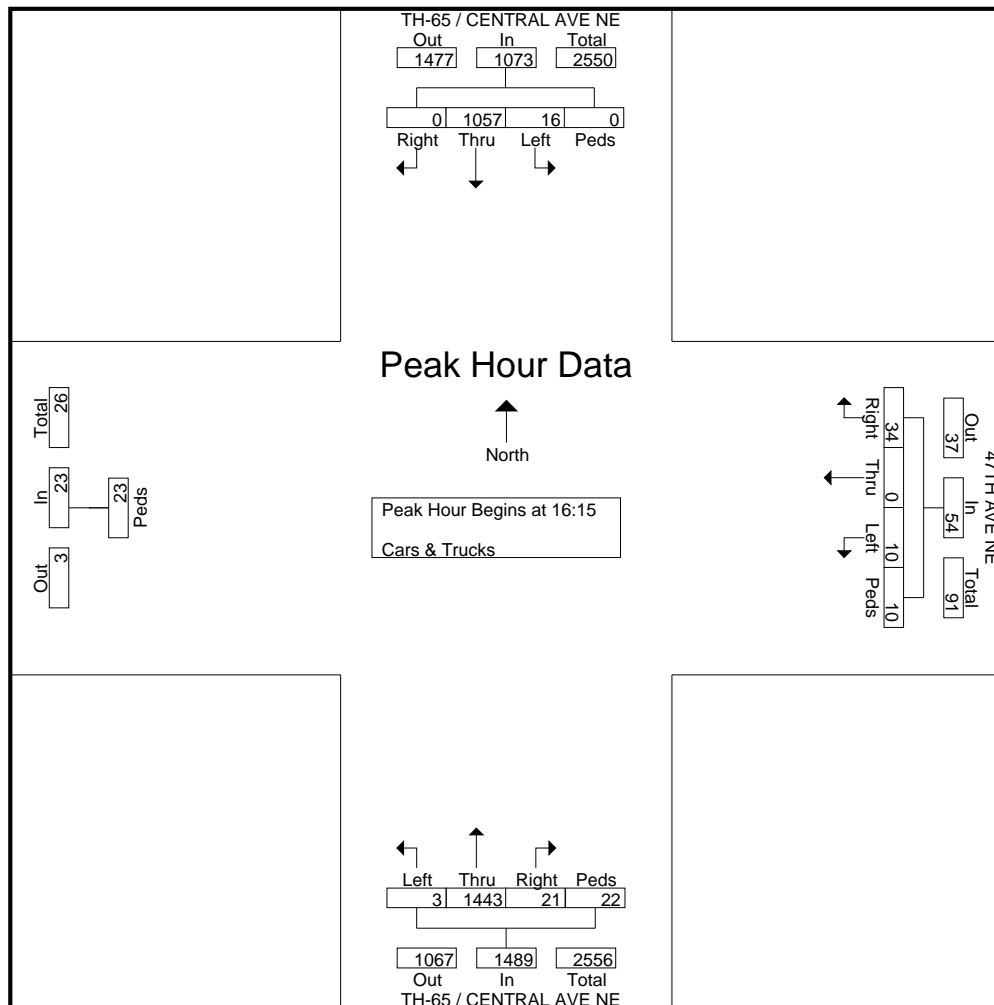 TH-65 / CENTRAL AVE NE
Out In Total
1477 1073 2550
0 1057 16 0
Right Thru Left Peds
Peak Hour Data
North
Peak Hour Begins at 16:15
Cars & Trucks
Total 26
In 23
Out 3
23 Peds
Right 34
Thru 0
Left 10
Peds 10
Out 37
In 54
Total 91
47TH AVE NE
Left Thru Right Peds
3 1443 21 22
1067 1489 2556
Out In Total
TH-65 / CENTRAL AVE NE